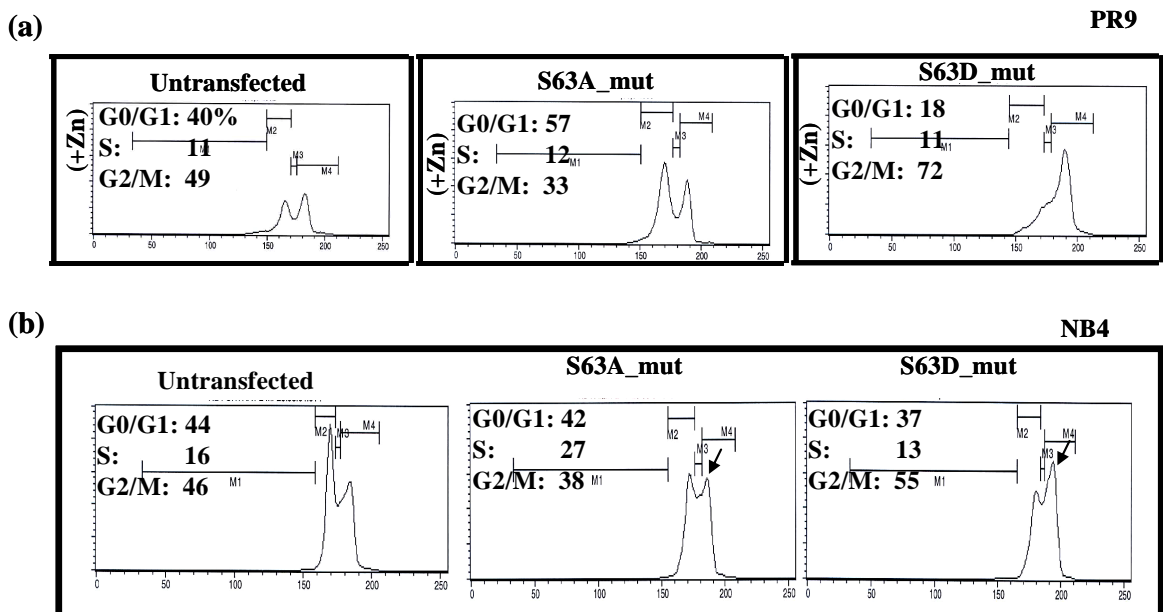 (a)
PR9
Untransfected
(+Zn)
G0/G1: 40%
S: 11
G2/M: 49
M2
M3
M4
0 50 100 150 200 250
S63A_mut
(+Zn)
G0/G1: 57
S: 12
G2/M: 33
M1
M2
M3
M4
0 50 100 150 200 250
S63D_mut
(+Zn)
G0/G1: 18
S: 11
G2/M: 72
M1
M2
M3
M4
0 50 100 150 200 250
(b)
NB4
Untransfected
G0/G1: 44
S: 16
G2/M: 46
M1
M2
M3
M4
0 50 100 150 200 250
S63A_mut
G0/G1: 42
S: 27
G2/M: 38
M1
M2
M3
M4
0 50 100 150 200 250
S63D_mut
G0/G1: 37
S: 13
G2/M: 55
M1
M2
M3
M4
0 50 100 150 200 250